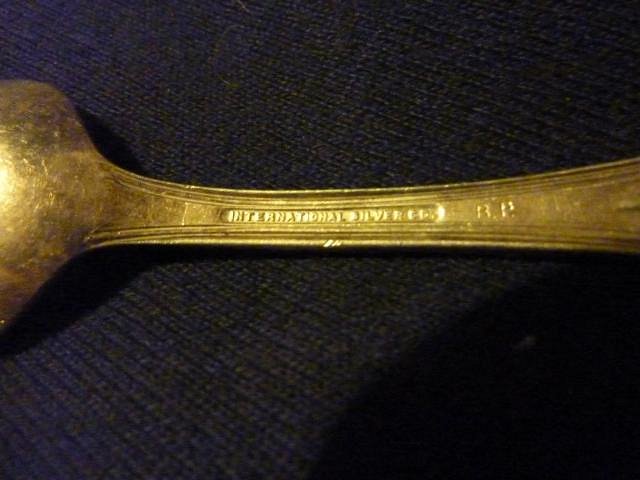 INTERNATIONAL SILVER CO. R.P.